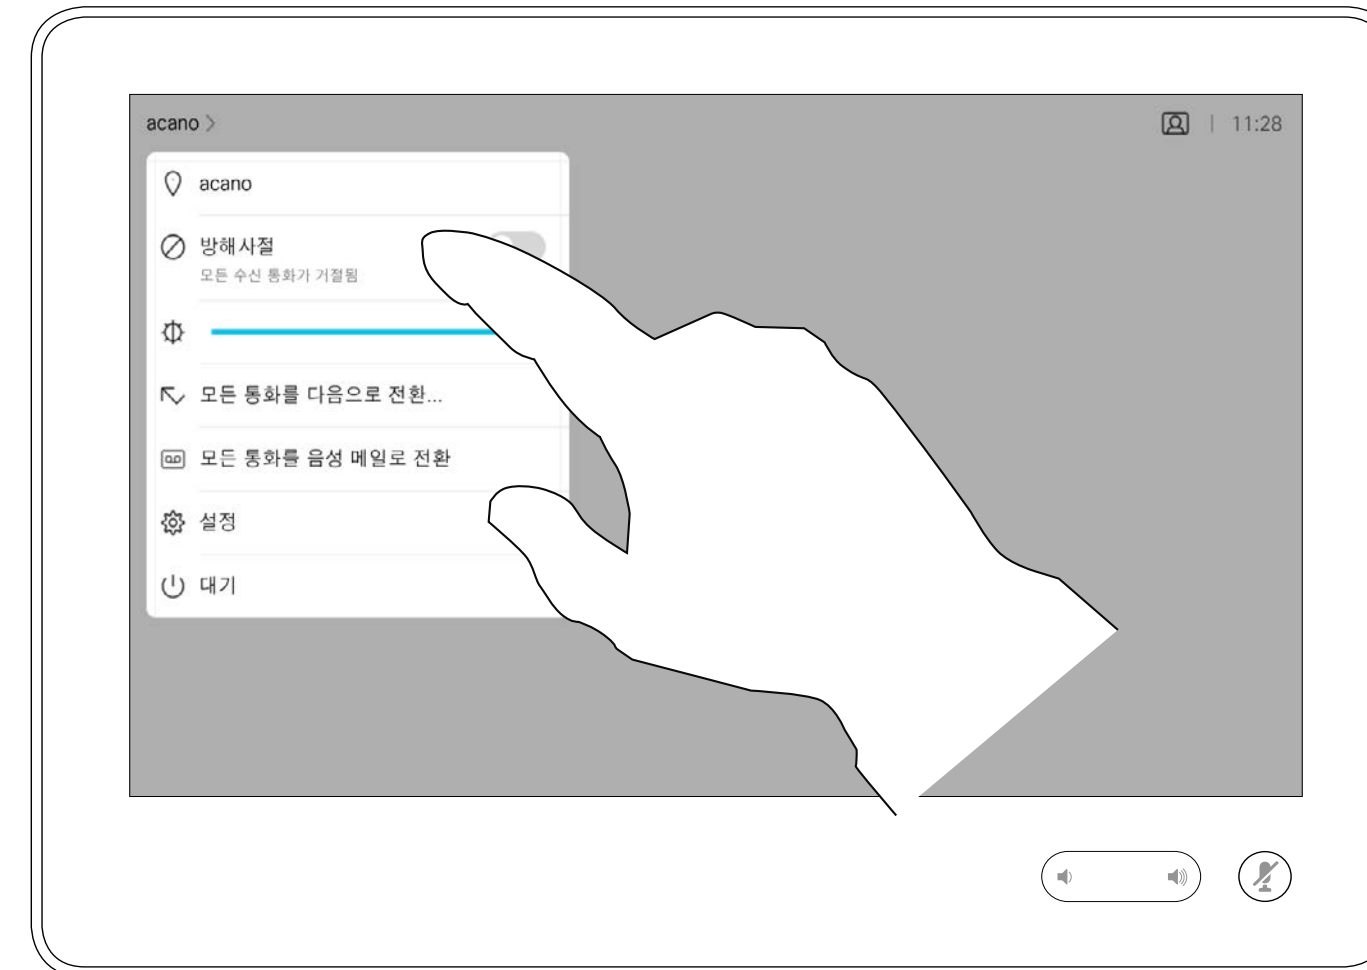 acano >
11:28
acano
방해사절
모든 수신 통화가 거절됨
모든 통화를 다음으로 전환...
모든 통화를 음성 메일로 전환
설정
대기